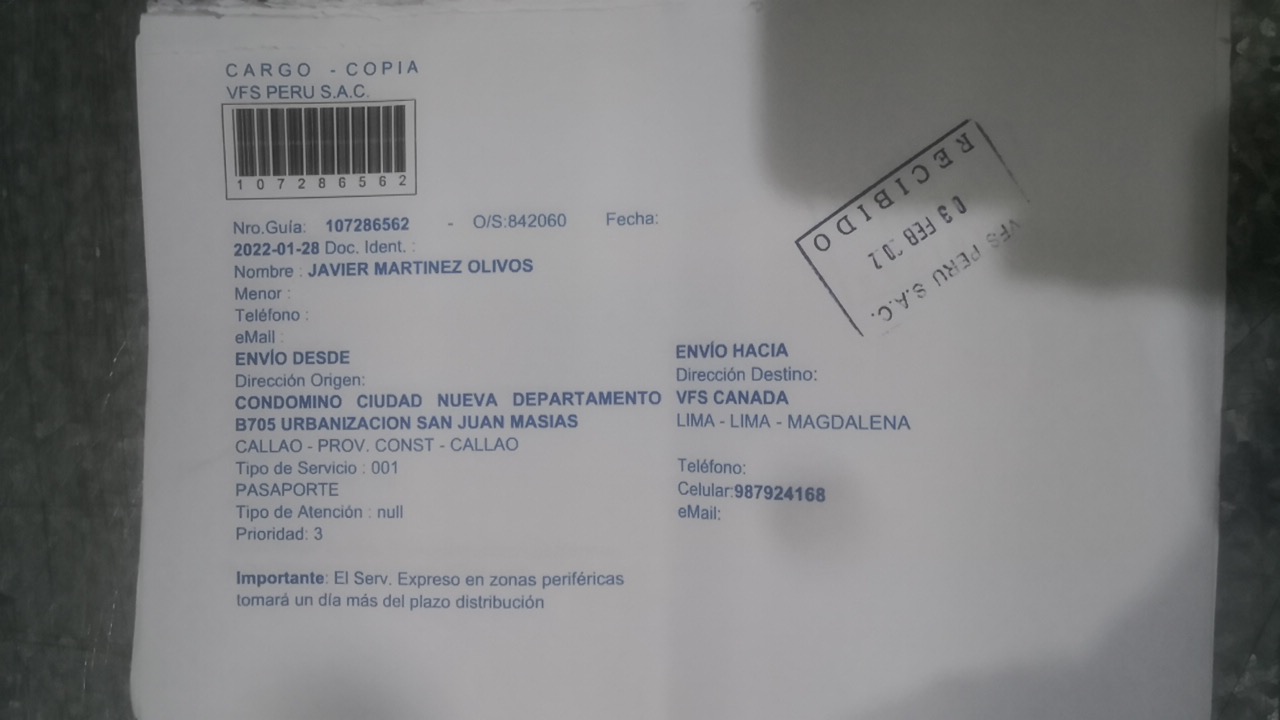 CARGO - COPIA
VFS PERU S.A.C.
107286562
Nro.Guía: 107286562 - O/S:842060 Fecha:
2022-01-28 Doc. Ident. :
Nombre : JAVIER MARTINEZ OLIVOS
Menor :
Teléfono :
eMail :
ENVÍO DESDE
Dirección Origen:
CONDOMINO CIUDAD NUEVA DEPARTAMENTO
B705 URBANIZACION SAN JUAN MASIAS
CALLAO - PROV. CONST - CALLAO
Tipo de Servicio : 001
PASAPORTE
Tipo de Atención : null
Prioridad: 3
ENVÍO HACIA
Dirección Destino:
VFS CANADA
LIMA - LIMA - MAGDALENA
Teléfono:
Celular:987924168
eMail:
Importante: El Serv. Expreso en zonas periféricas
tomará un día más del plazo distribución
VFS PERU S.A.C.
03 FEB
RECIBIDO